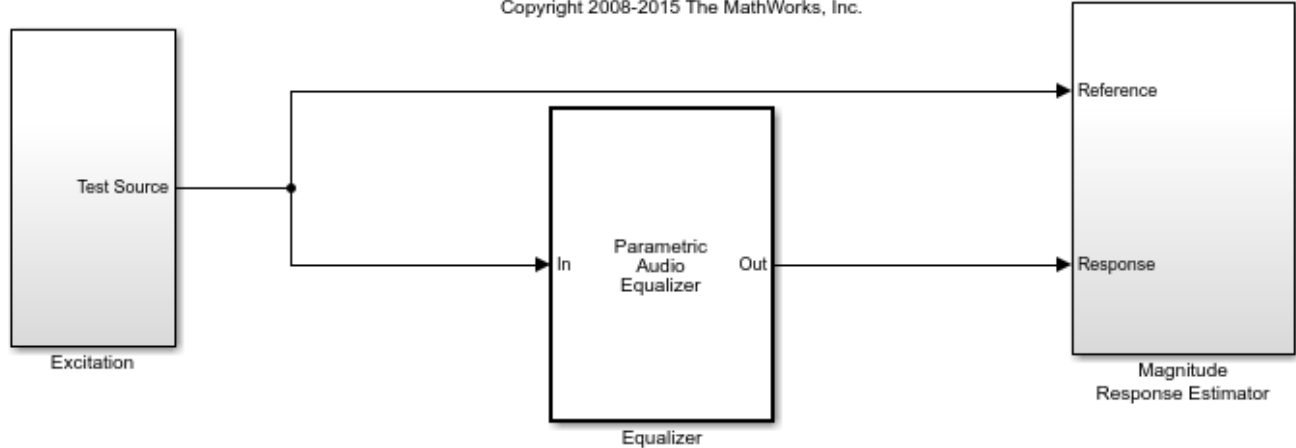 Copyright 2008-2015 The MathWorks, Inc.
Reference
Test Source
Parametric
Audio
Equalizer
In
Out
Response
Excitation
Magnitude
Response Estimator
Equalizer